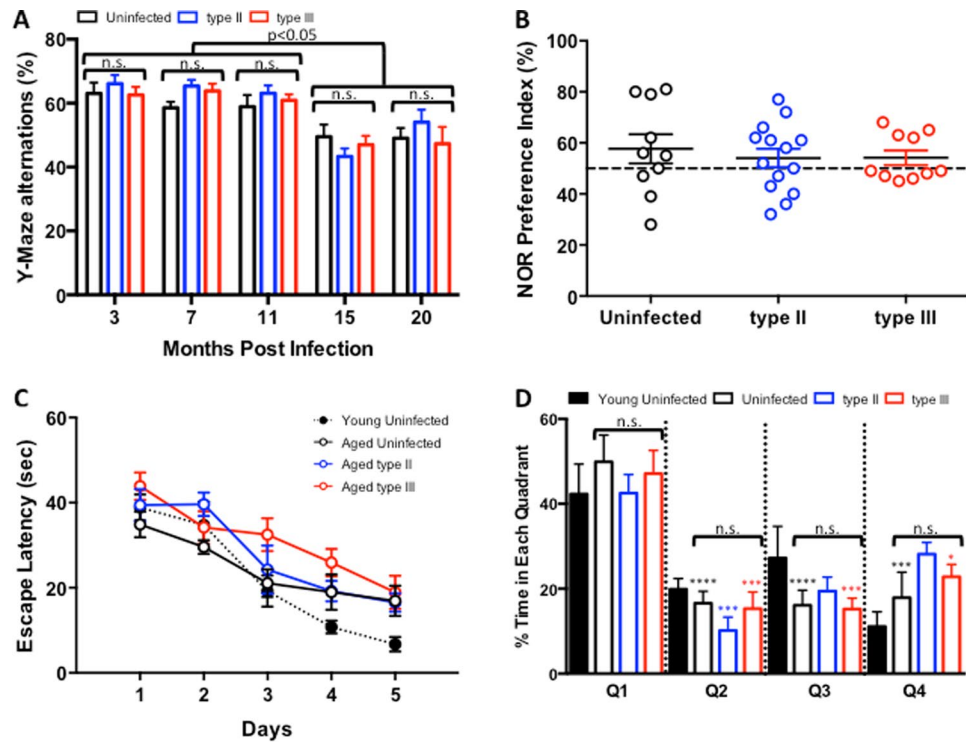 A
Uninfected type II type III
p<0.05
n.s. n.s. n.s. n.s. n.s.
Y-Maze alternations (%)
80
60
40
20
0
3 7 11 15 20
Months Post Infection
B
NOR Preference Index (%)
100
80
60
40
20
0
Uninfected type II type III
C
Young Uninfected
Aged Uninfected
Aged type II
Aged type III
Escape Latency (sec)
60
40
20
0
1 2 3 4 5
Days
D
Young Uninfected Uninfected type II type III
n.s.
n.s. n.s. n.s.
**** *** *** **** *** *** *
% Time in Each Quadrant
60
40
20
0
Q1 Q2 Q3 Q4